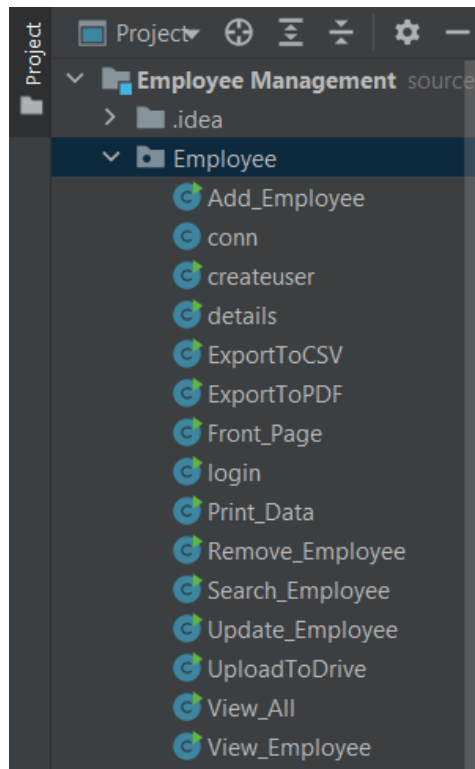 Project
Project
Employee Management source
.idea
Employee
Add_Employee
conn
createuser
details
ExportToCSV
ExportToPDF
Front_Page
login
Print_Data
Remove_Employee
Search_Employee
Update_Employee
UploadToDrive
View_All
View_Employee